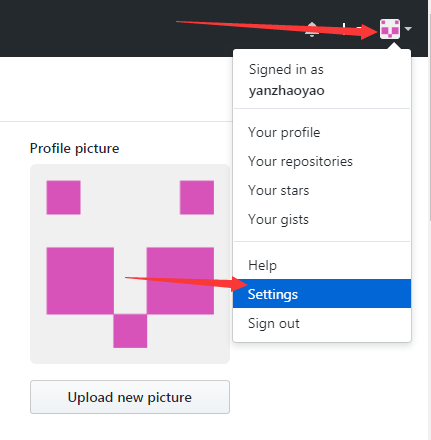 Signed in as
yanzhaoyao
Your profile
Your repositories
Your stars
Your gists
Help
Settings
Sign out
Profile picture
Upload new picture